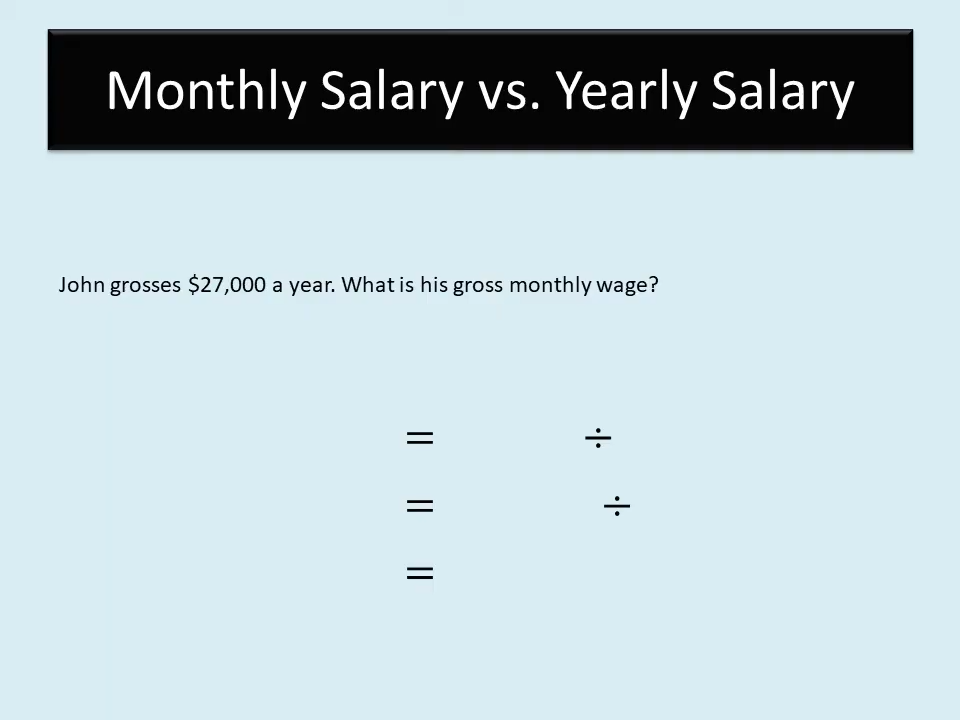 Monthly Salary vs. Yearly Salary
John grosses $27,000 a year. What is his gross monthly wage?
= ÷
= ÷
=